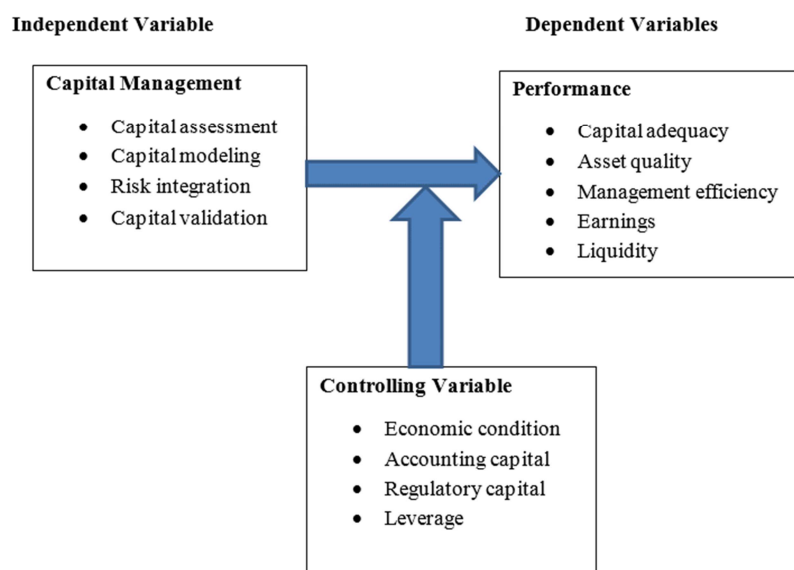 Independent Variable
Dependent Variables
Capital Management
• Capital assessment
• Capital modeling
• Risk integration
• Capital validation
Performance
• Capital adequacy
• Asset quality
• Management efficiency
• Earnings
• Liquidity
Controlling Variable
• Economic condition
• Accounting capital
• Regulatory capital
• Leverage